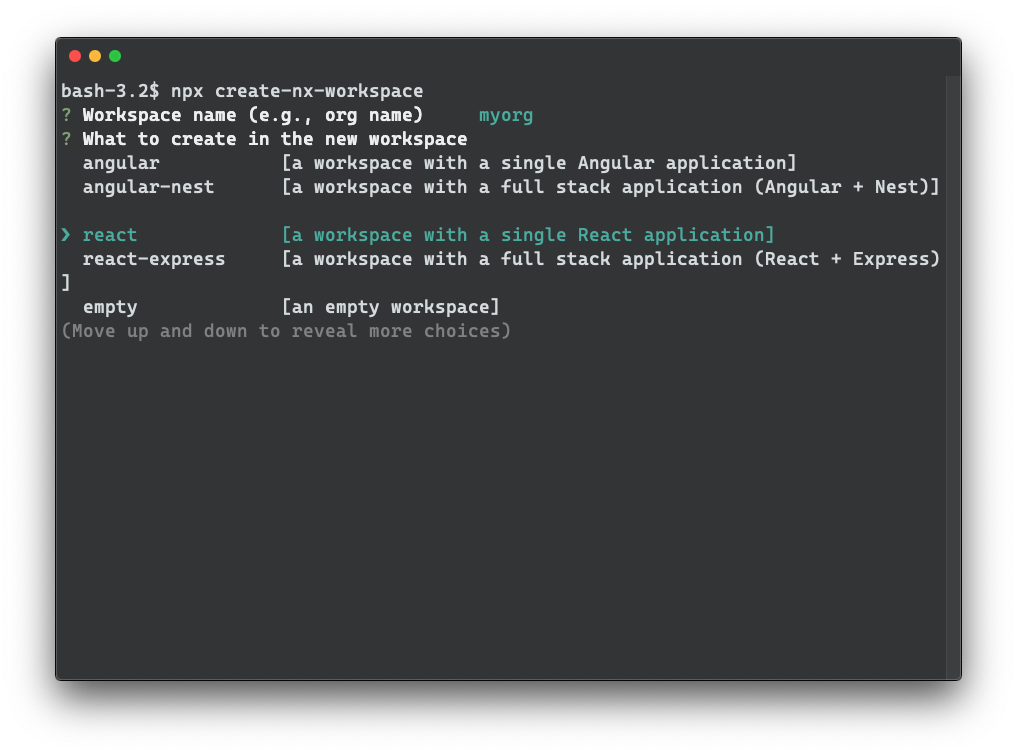 bash-3.2$ npx create-nx-workspace
? Workspace name (e.g., org name)     myorg
? What to create in the new workspace
  angular           [a workspace with a single Angular application]
  angular-nest      [a workspace with a full stack application (Angular + Nest)]
❯ react             [a workspace with a single React application]
  react-express     [a workspace with a full stack application (React + Express)
]
  empty             [an empty workspace]
(Move up and down to reveal more choices)